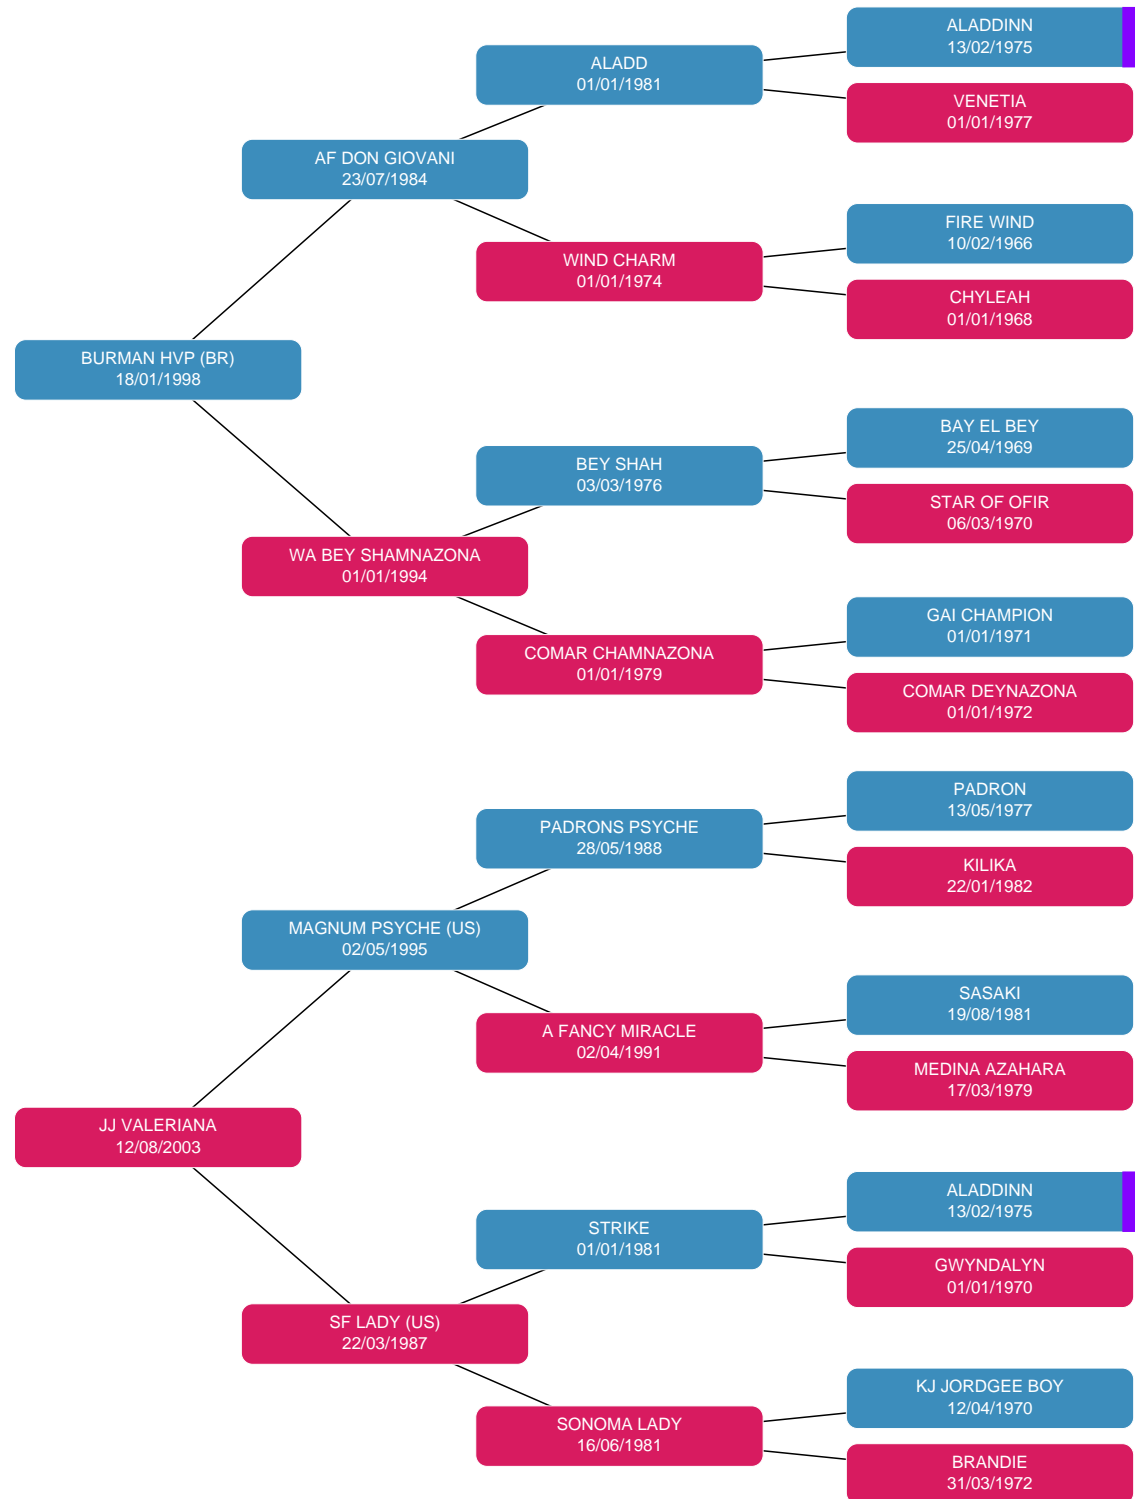 ALADDINN
13/02/1975
ALADD
01/01/1981
VENETIA
01/01/1977
AF DON GIOVANI
23/07/1984
FIRE WIND
10/02/1966
WIND CHARM
01/01/1974
CHYLEAH
01/01/1968
BURMAN HVP (BR)
18/01/1998
BAY EL BEY
25/04/1969
BEY SHAH
03/03/1976
STAR OF OFIR
06/03/1970
WA BEY SHAMNAZONA
01/01/1994
GAI CHAMPION
01/01/1971
COMAR CHAMNAZONA
01/01/1979
COMAR DEYNAZONA
01/01/1972
PADRON
13/05/1977
PADRONS PSYCHE
28/05/1988
KILIKA
22/01/1982
MAGNUM PSYCHE (US)
02/05/1995
SASAKI
19/08/1981
A FANCY MIRACLE
02/04/1991
MEDINA AZAHARA
17/03/1979
JJ VALERIANA
12/08/2003
ALADDINN
13/02/1975
STRIKE
01/01/1981
GWYNDALYN
01/01/1970
SF LADY (US)
22/03/1987
KJ JORDGEE BOY
12/04/1970
SONOMA LADY
16/06/1981
BRANDIE
31/03/1972